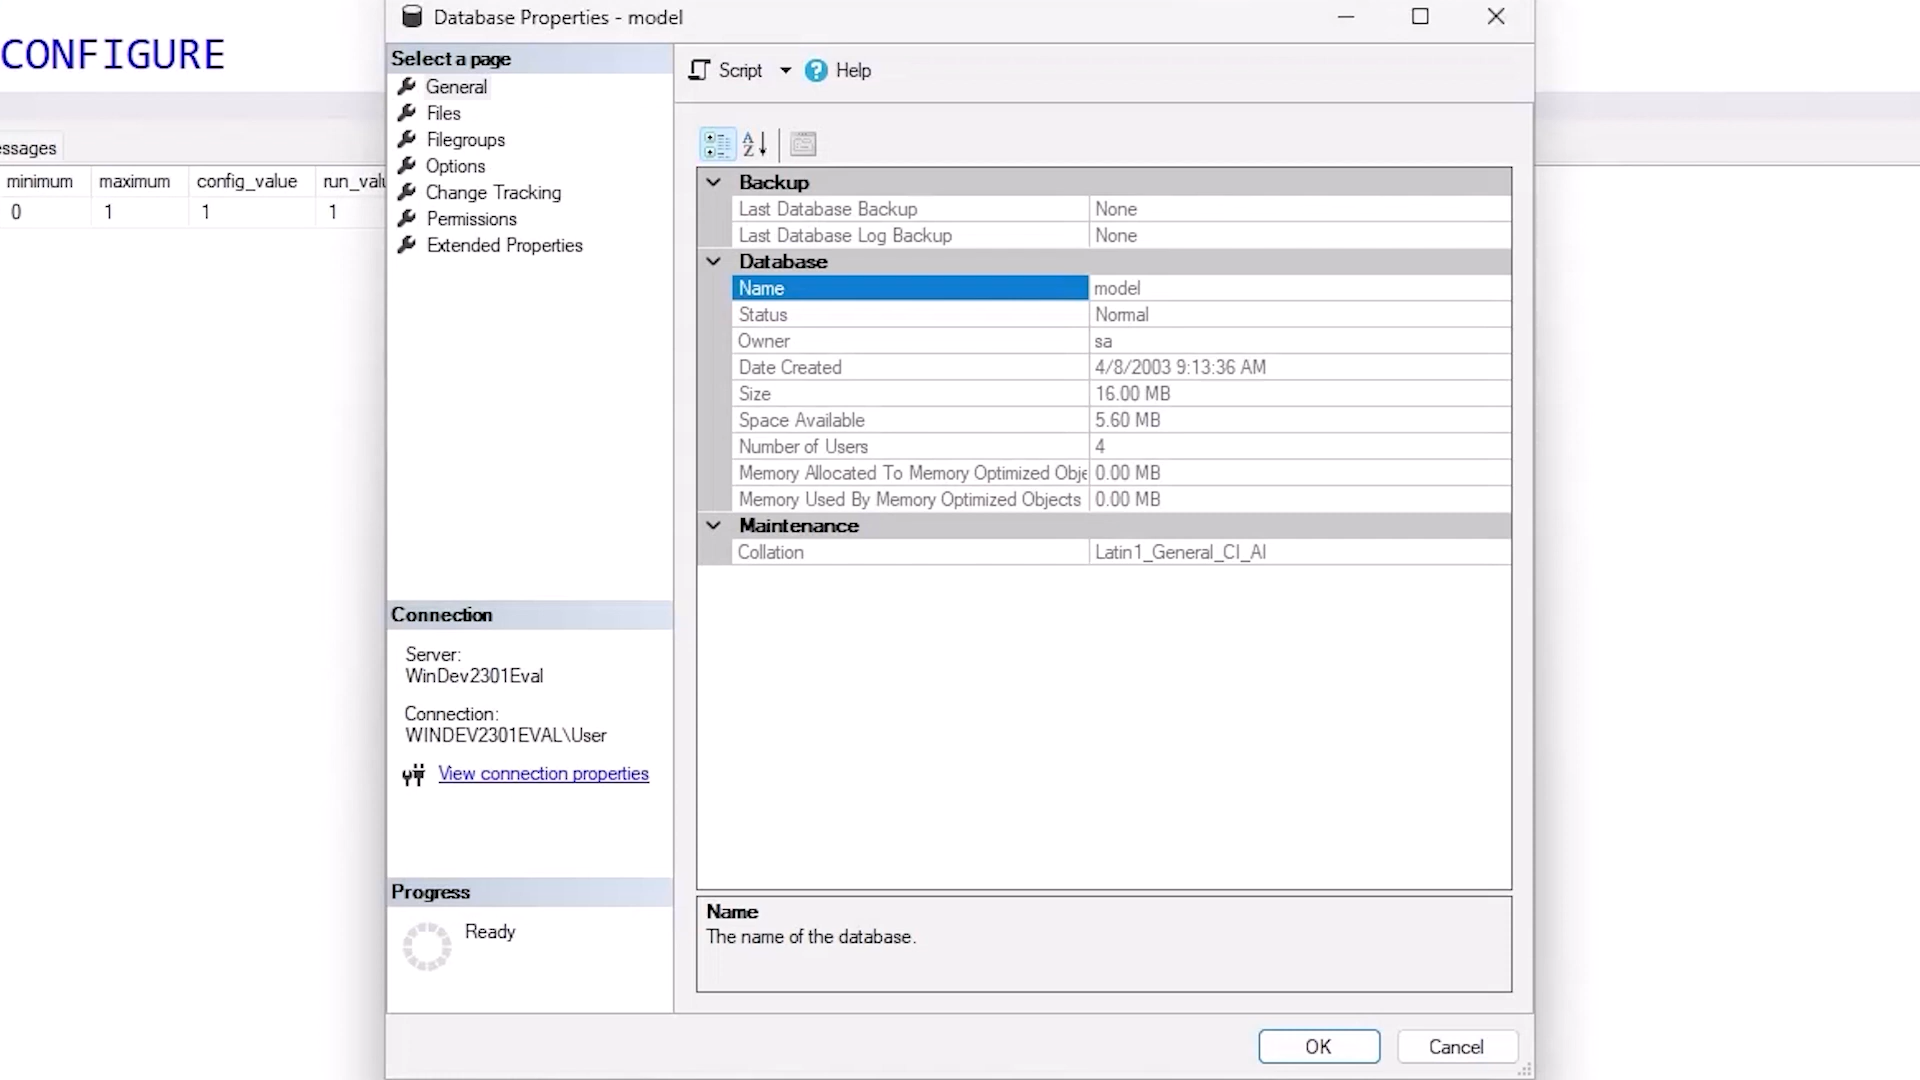 CONFIGURE
essages
minimum maximum config_value run_valu
0 1 1 1
Database Properties - model
Select a page
General
Files
Filegroups
Options
Change Tracking
Permissions
Extended Properties
Connection
Server:
WinDev2301Eval
Connection:
WINDEV2301EVAL\User
View connection properties
Progress
Ready
Script Help
Backup
Last Database Backup None
Last Database Log Backup None
Database
Name model
Status Normal
Owner sa
Date Created 4/8/2003 9:13:36 AM
Size 16.00 MB
Space Available 5.60 MB
Number of Users 4
Memory Allocated To Memory Optimized Obje 0.00 MB
Memory Used By Memory Optimized Objects 0.00 MB
Maintenance
Collation Latin1_General_CI_AI
Name
The name of the database.
OK Cancel